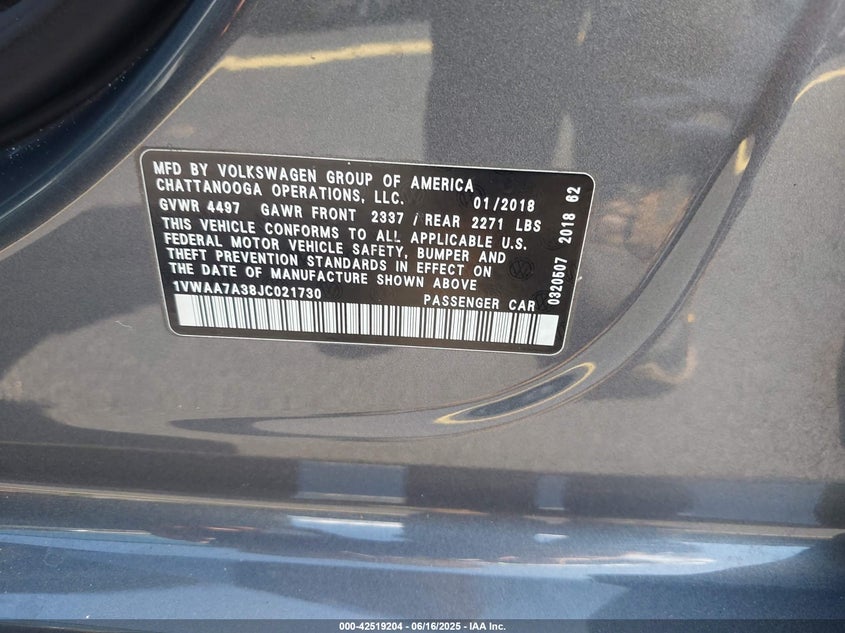 MFD BY VOLKSWAGEN GROUP OF AMERICA
CHATTANOOGA OPERATIONS, LLC. 01/2018
GVWR 4497 GAWR FRONT 2337 / REAR 2271 LBS
THIS VEHICLE CONFORMS TO ALL APPLICABLE U.S.
FEDERAL MOTOR VEHICLE SAFETY, BUMPER AND
THEFT PREVENTION STANDARDS IN EFFECT ON
THE DATE OF MANUFACTURE SHOWN ABOVE
1VWAA7A38JC021730 PASSENGER CAR
0320507 2018 62
000-42519204 - 06/16/2025 - IAA Inc.